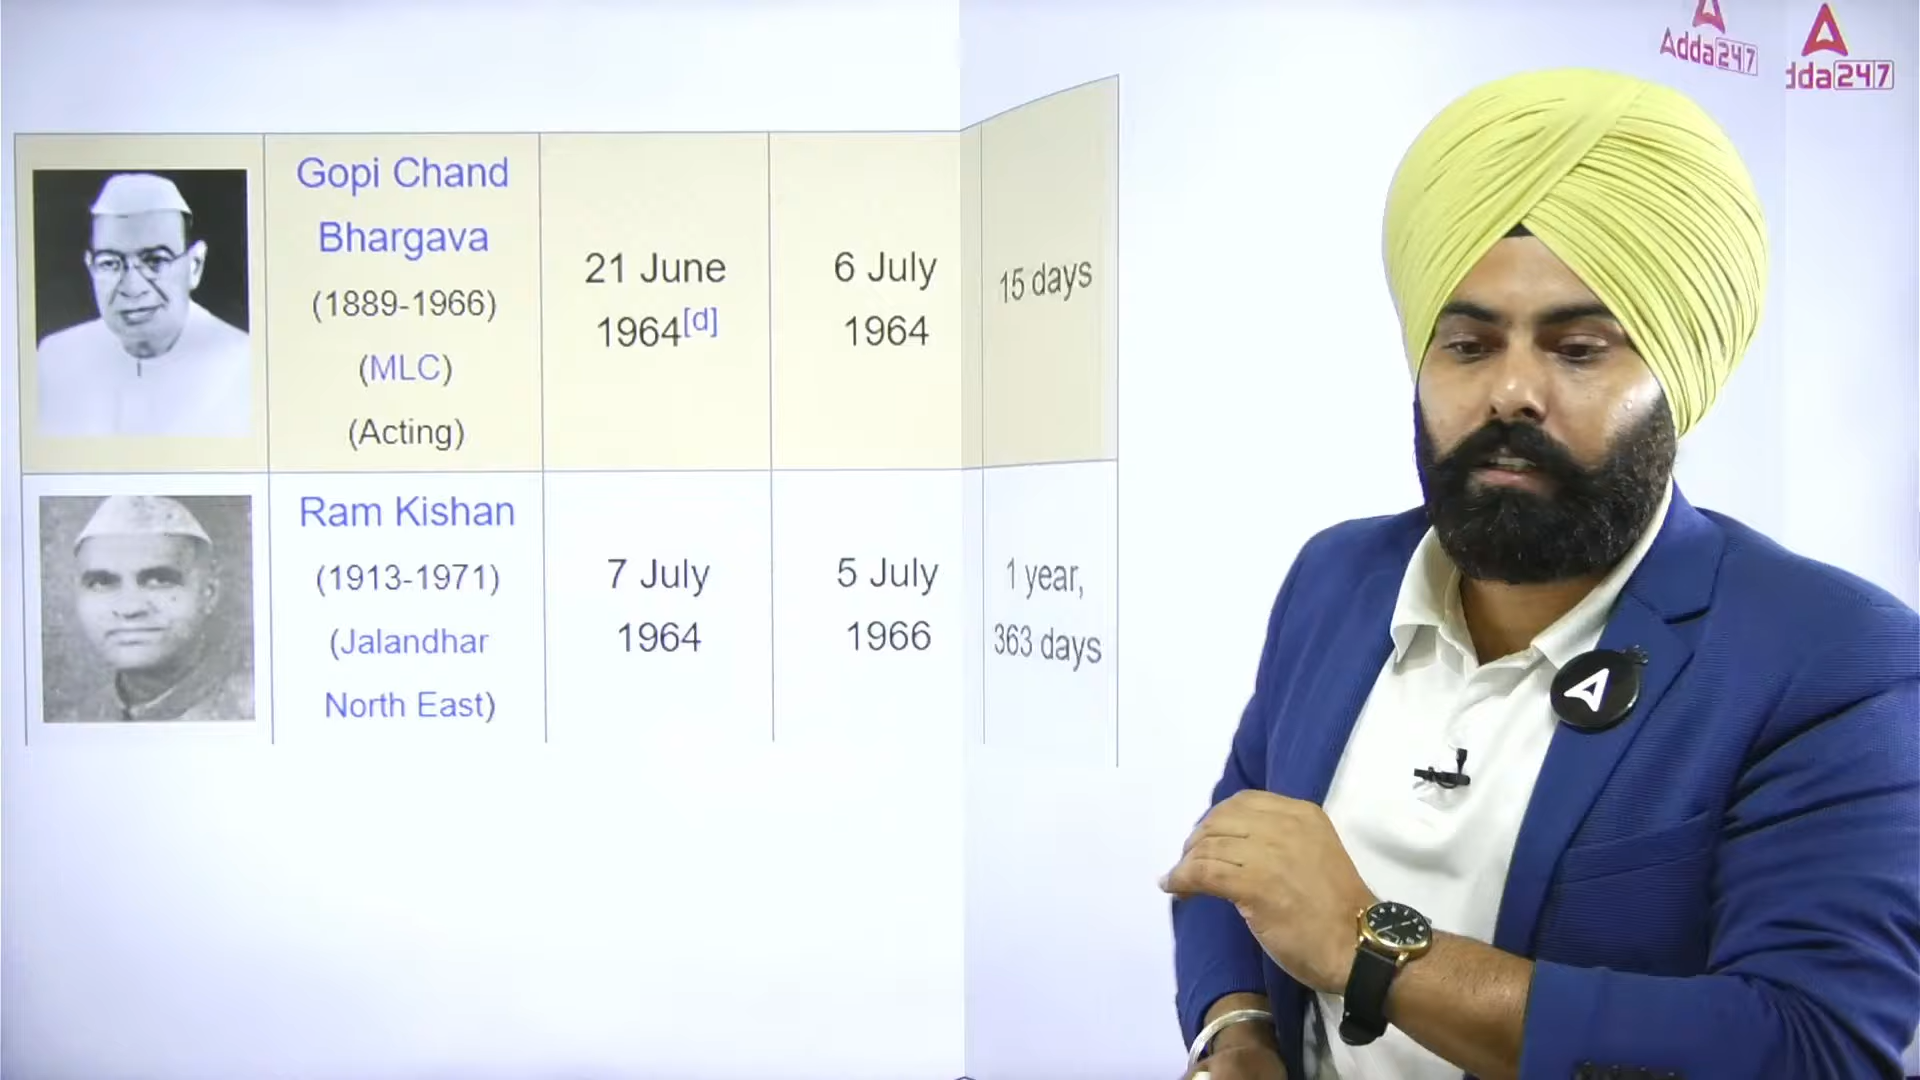 Adda247
dda247
Gopi Chand
Bhargava
(1889-1966)
(MLC)
(Acting)
21 June
1964[d]
6 July
1964
15 days
Ram Kishan
(1913-1971)
(Jalandhar
North East)
7 July
1964
5 July
1966
1 year,
363 days